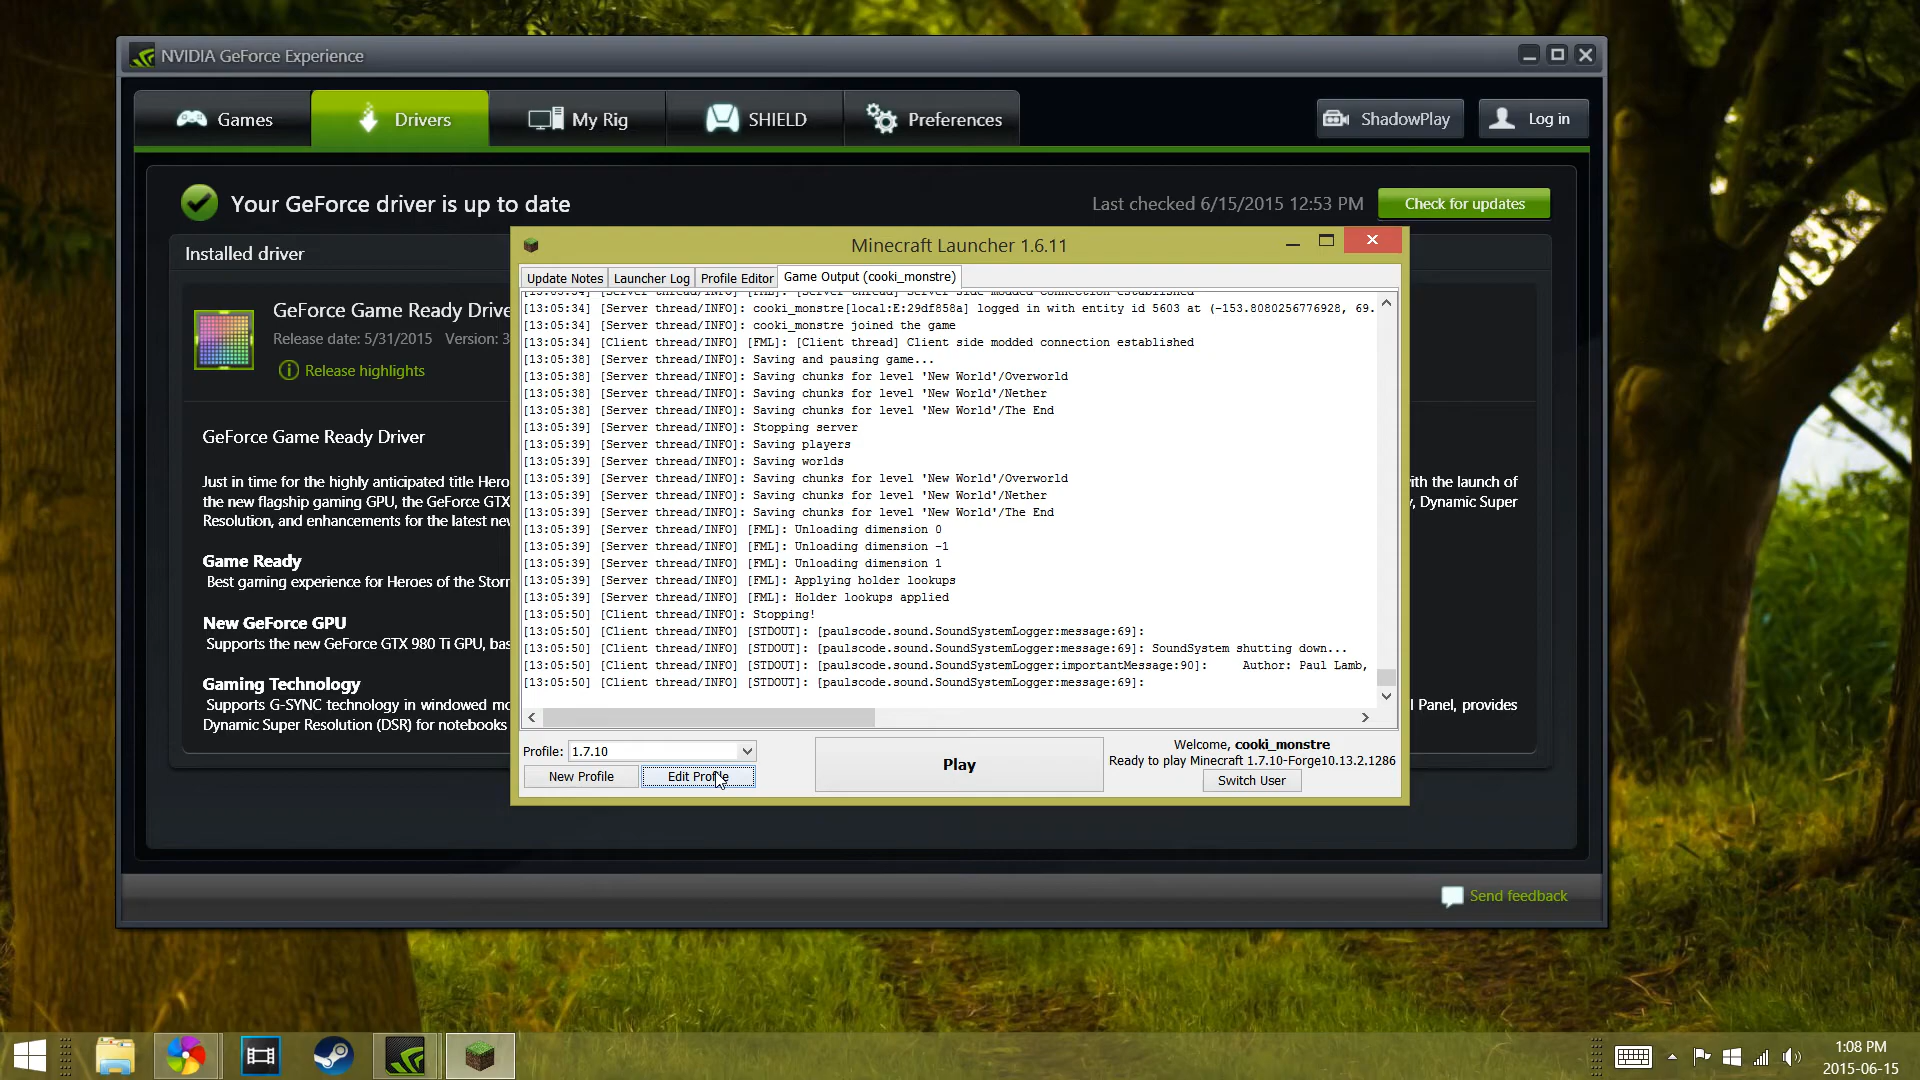 NVIDIA GeForce Experience
Games
Drivers
My Rig
SHIELD
Preferences
ShadowPlay
Log in
Your GeForce driver is up to date
Last checked 6/15/2015 12:53 PM
Check for updates
Installed driver
GeForce Game Ready Drive
Release date: 5/31/2015 Version: 3
Release highlights
GeForce Game Ready Driver
Just in time for the highly anticipated title Hero
the new flagship gaming GPU, the GeForce GTX
Resolution, and enhancements for the latest nev
ith the launch of
, Dynamic Super
Game Ready
Best gaming experience for Heroes of the Storm
New GeForce GPU
Supports the new GeForce GTX 980 Ti GPU, bas
Gaming Technology
Supports G-SYNC technology in windowed mo
Dynamic Super Resolution (DSR) for notebooks
l Panel, provides
Send feedback
Minecraft Launcher 1.6.11
Update Notes
Launcher Log
Profile Editor
Game Output (cooki_monstre)
[13:05:34] [Server thread/INFO] [FML]: [Server thread] Server side modded connection established
[13:05:34] [Server thread/INFO]: cooki_monstre[local:E:29df858a] logged in with entity id 5603 at (-153.8080256776928, 69.
[13:05:34] [Server thread/INFO]: cooki_monstre joined the game
[13:05:34] [Client thread/INFO] [FML]: [Client thread] Client side modded connection established
[13:05:38] [Server thread/INFO]: Saving and pausing game...
[13:05:38] [Server thread/INFO]: Saving chunks for level 'New World'/Overworld
[13:05:38] [Server thread/INFO]: Saving chunks for level 'New World'/Nether
[13:05:38] [Server thread/INFO]: Saving chunks for level 'New World'/The End
[13:05:39] [Server thread/INFO]: Stopping server
[13:05:39] [Server thread/INFO]: Saving players
[13:05:39] [Server thread/INFO]: Saving worlds
[13:05:39] [Server thread/INFO]: Saving chunks for level 'New World'/Overworld
[13:05:39] [Server thread/INFO]: Saving chunks for level 'New World'/Nether
[13:05:39] [Server thread/INFO]: Saving chunks for level 'New World'/The End
[13:05:39] [Server thread/INFO] [FML]: Unloading dimension 0
[13:05:39] [Server thread/INFO] [FML]: Unloading dimension -1
[13:05:39] [Server thread/INFO] [FML]: Unloading dimension 1
[13:05:39] [Server thread/INFO] [FML]: Applying holder lookups
[13:05:39] [Server thread/INFO] [FML]: Holder lookups applied
[13:05:50] [Client thread/INFO]: Stopping!
[13:05:50] [Client thread/INFO] [STDOUT]: [paulscode.sound.SoundSystemLogger:message:69]:
[13:05:50] [Client thread/INFO] [STDOUT]: [paulscode.sound.SoundSystemLogger:message:69]: SoundSystem shutting down...
[13:05:50] [Client thread/INFO] [STDOUT]: [paulscode.sound.SoundSystemLogger:importantMessage:90]:     Author: Paul Lamb,
[13:05:50] [Client thread/INFO] [STDOUT]: [paulscode.sound.SoundSystemLogger:message:69]:
Profile: 1.7.10
New Profile
Edit Profile
Play
Welcome, cooki_monstre
Ready to play Minecraft 1.7.10-Forge10.13.2.1286
Switch User
1:08 PM
2015-06-15